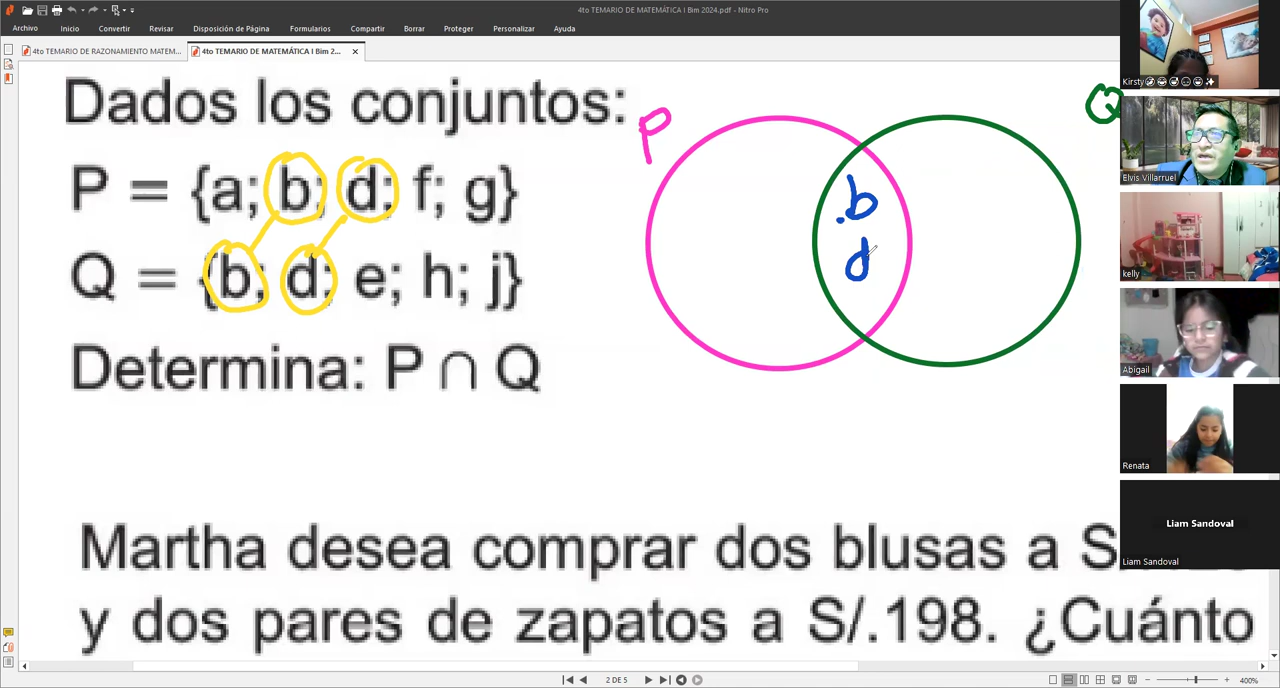 4to TEMARIO DE MATEMÁTICA I Bim 2024.pdf - Nitro Pro
Archivo Inicio Convertir Revisar Disposición de Página Formularios Compartir Borrar Proteger Personalizar Ayuda
4to TEMARIO DE RAZONAMIENTO MATEM... 4to TEMARIO DE MATEMÁTICA I Bim 2...
Dados los conjuntos:
P = {a; b; d; f; g}
Q = {b; d; e; h; j}
Determina: P ∩ Q
P
Q
.b
d
Martha desea comprar dos blusas a
y dos pares de zapatos a S/.198. ¿Cuánto
Kirsty
Elvis Villarruel
kelly
Abigail
Renata
Liam Sandoval
Liam Sandoval
2 DE 5
400%